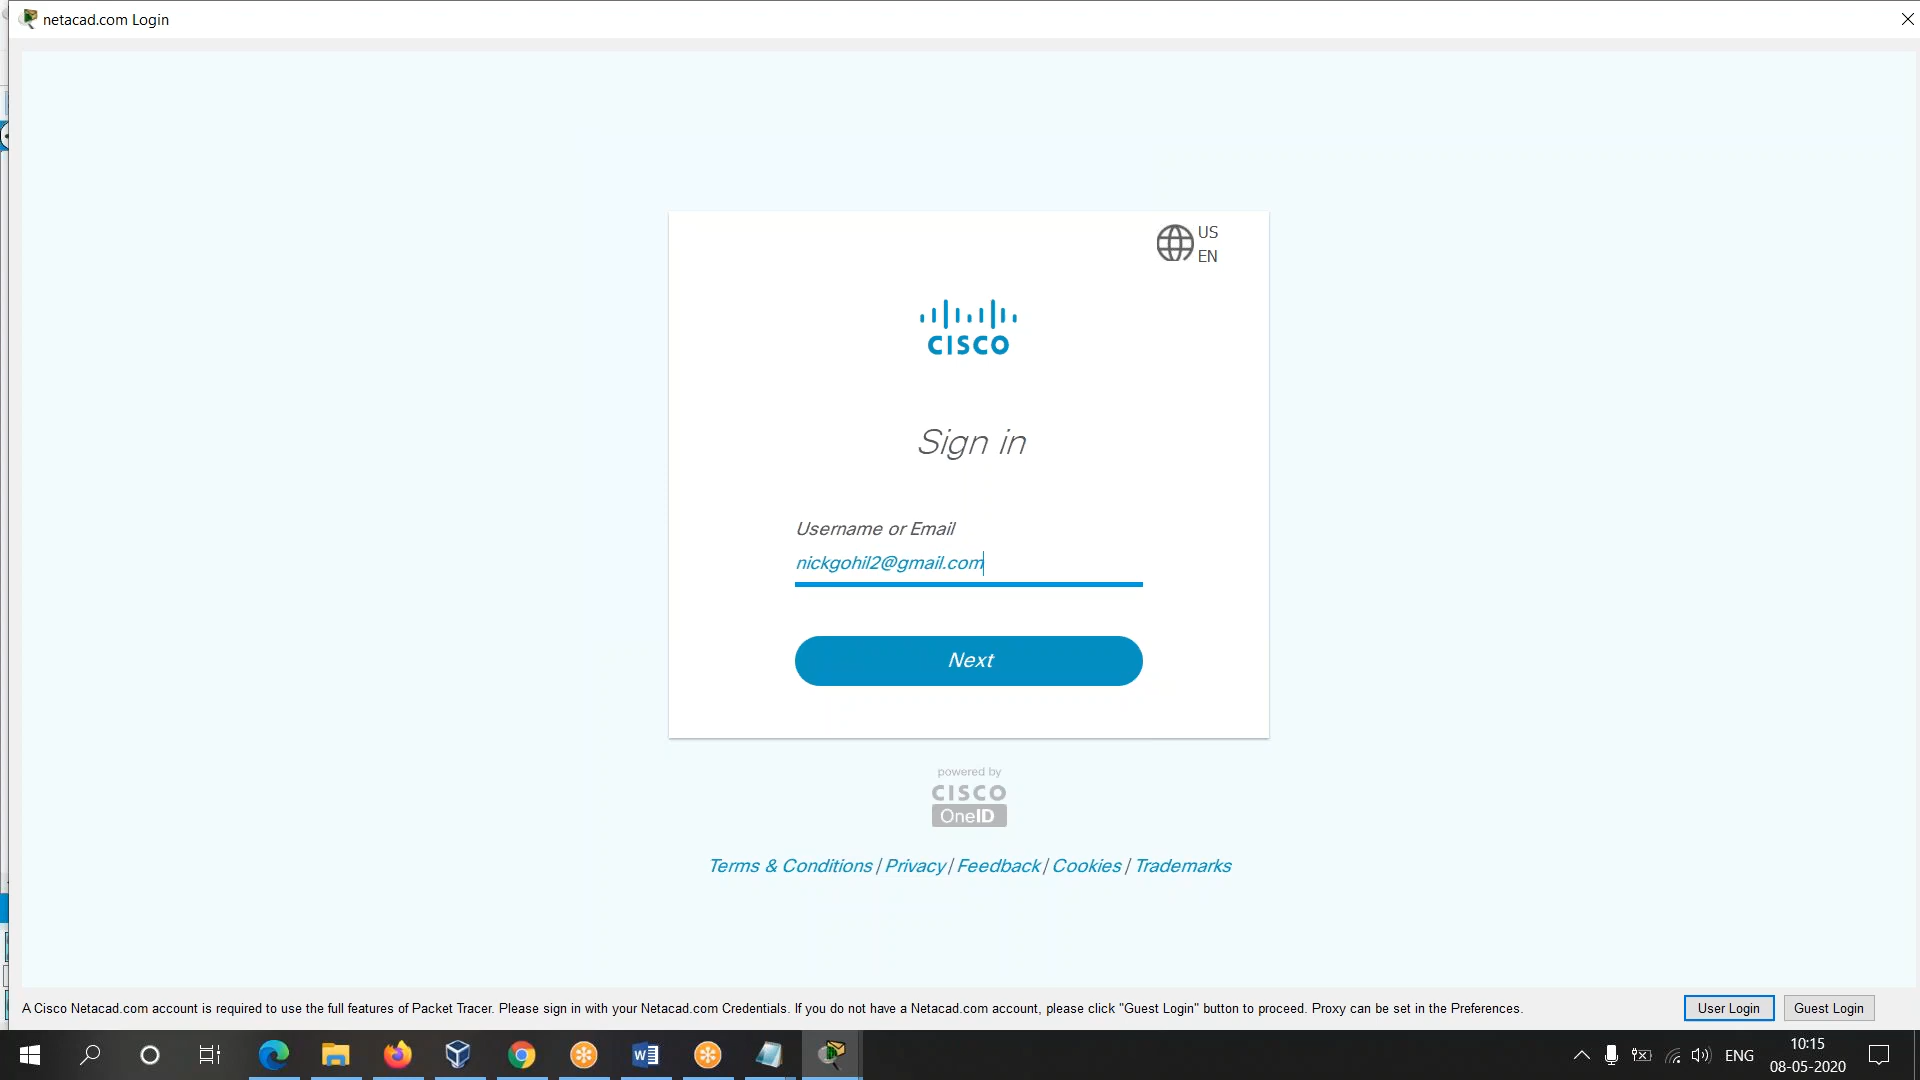 netacad.com Login
US
EN
CISCO
Sign in
Username or Email
nickgohil2@gmail.com
Next
powered by
CISCO
OneID
Terms & Conditions | Privacy | Feedback | Cookies | Trademarks
A Cisco Netacad.com account is required to use the full features of Packet Tracer. Please sign in with your Netacad.com Credentials. If you do not have a Netacad.com account, please click "Guest Login" button to proceed. Proxy can be set in the Preferences.
User Login
Guest Login
ENG
10:15
08-05-2020